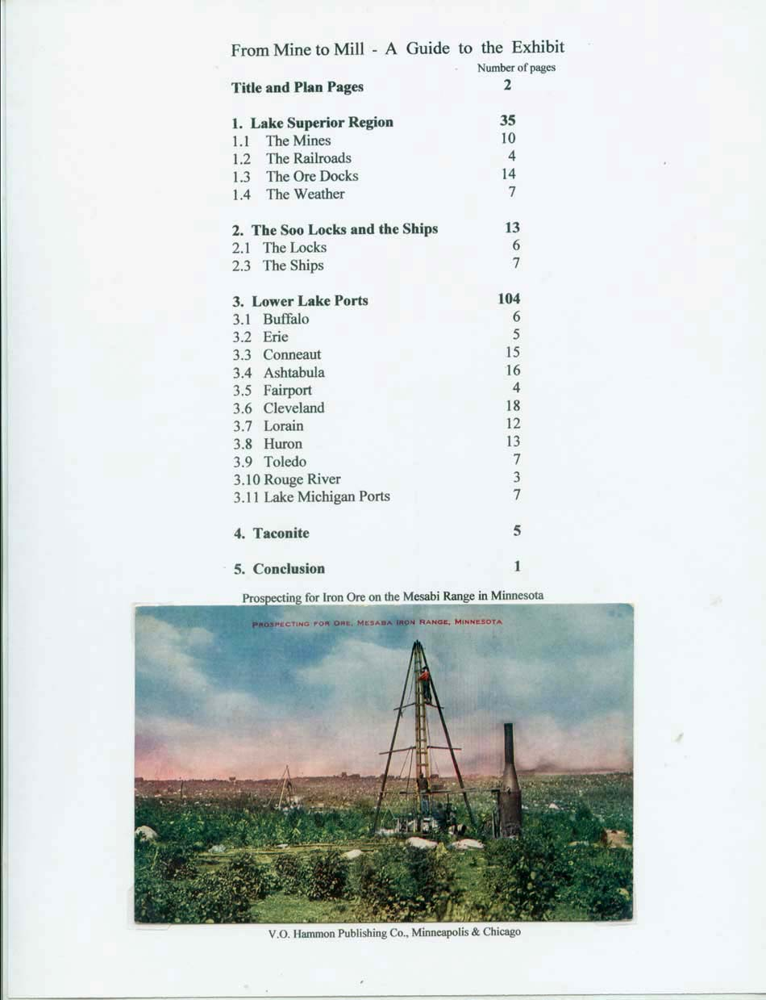 From Mine to Mill - A Guide to the Exhibit
Number of pages
Title and Plan Pages 2
1. Lake Superior Region 35
1.1 The Mines 10
1.2 The Railroads 4
1.3 The Ore Docks 14
1.4 The Weather 7
2. The Soo Locks and the Ships 13
2.1 The Locks 6
2.3 The Ships 7
3. Lower Lake Ports 104
3.1 Buffalo 6
3.2 Erie 5
3.3 Conneaut 15
3.4 Ashtabula 16
3.5 Fairport 4
3.6 Cleveland 18
3.7 Lorain 12
3.8 Huron 13
3.9 Toledo 7
3.10 Rouge River 3
3.11 Lake Michigan Ports 7
4. Taconite 5
5. Conclusion 1
Prospecting for Iron Ore on the Mesabi Range in Minnesota
PROSPECTING FOR ORE, MESABA IRON RANGE, MINNESOTA
V.O. Hammon Publishing Co., Minneapolis & Chicago